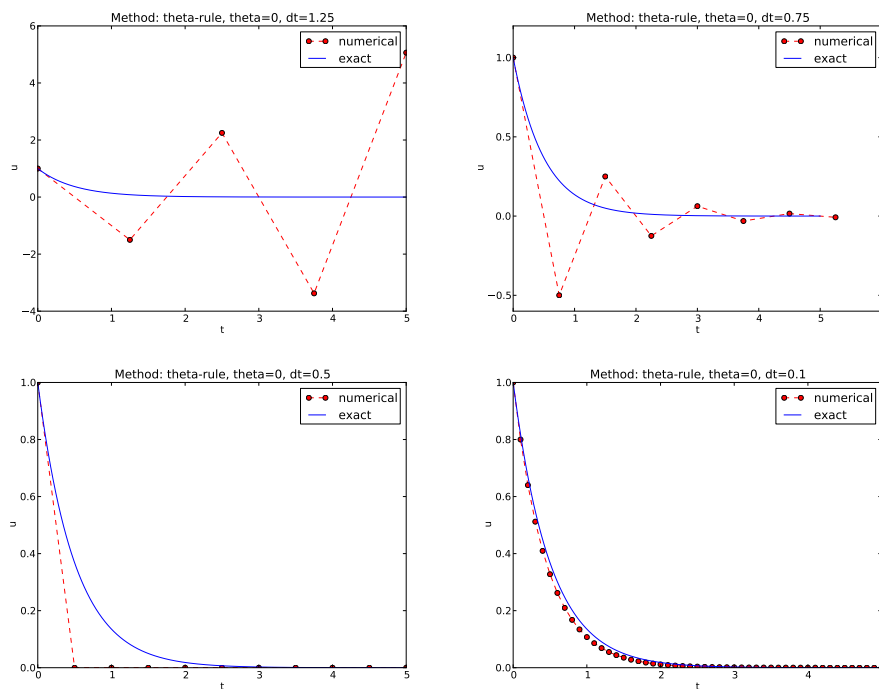 Method: theta-rule, theta=0, dt=1.25
6
4
2
0
−2
−4
u
numerical
exact
0 1 2 3 4 5
t
Method: theta-rule, theta=0, dt=0.75
1.0
0.5
0.0
−0.5
u
numerical
exact
0 1 2 3 4 5
t
Method: theta-rule, theta=0, dt=0.5
1.0
0.8
0.6
0.4
0.2
0.0
u
numerical
exact
0 1 2 3 4 5
t
Method: theta-rule, theta=0, dt=0.1
1.0
0.8
0.6
0.4
0.2
0.0
u
numerical
exact
0 1 2 3 4
t